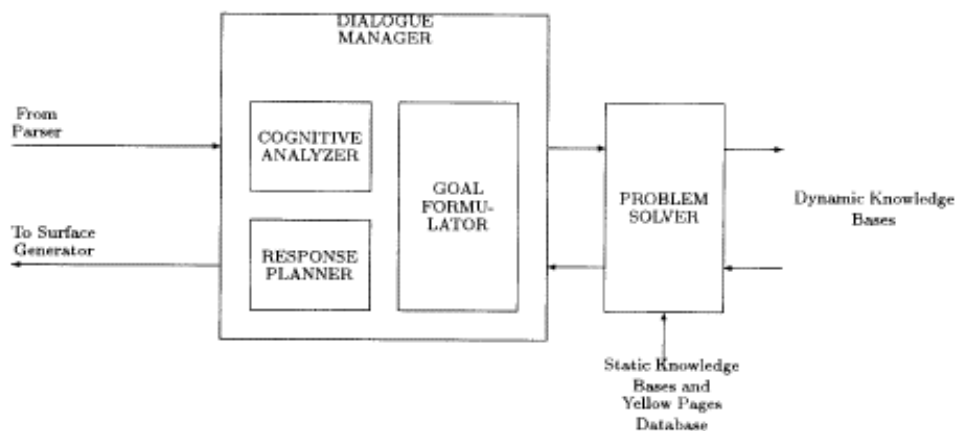 DIALOGUE
MANAGER
From
Parser
COGNITIVE
ANALYZER
GOAL
FORMU-
LATOR
PROBLEM
SOLVER
Dynamic Knowledge
Bases
To Surface
Generator
RESPONSE
PLANNER
Static Knowledge
Bases and
Yellow Pages
Database